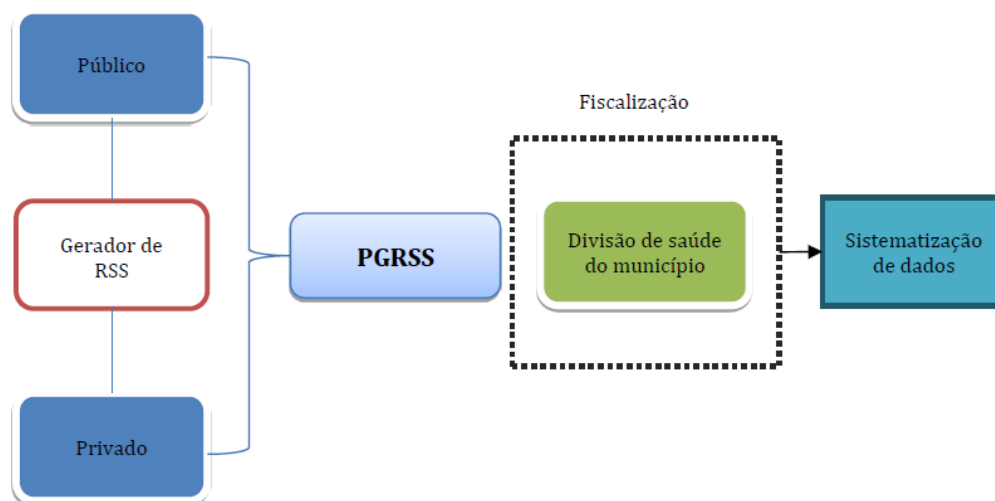 Público
Gerador de
RSS
Privado
PGRSS
Fiscalização
Divisão de saúde
do município
Sistematização
de dados